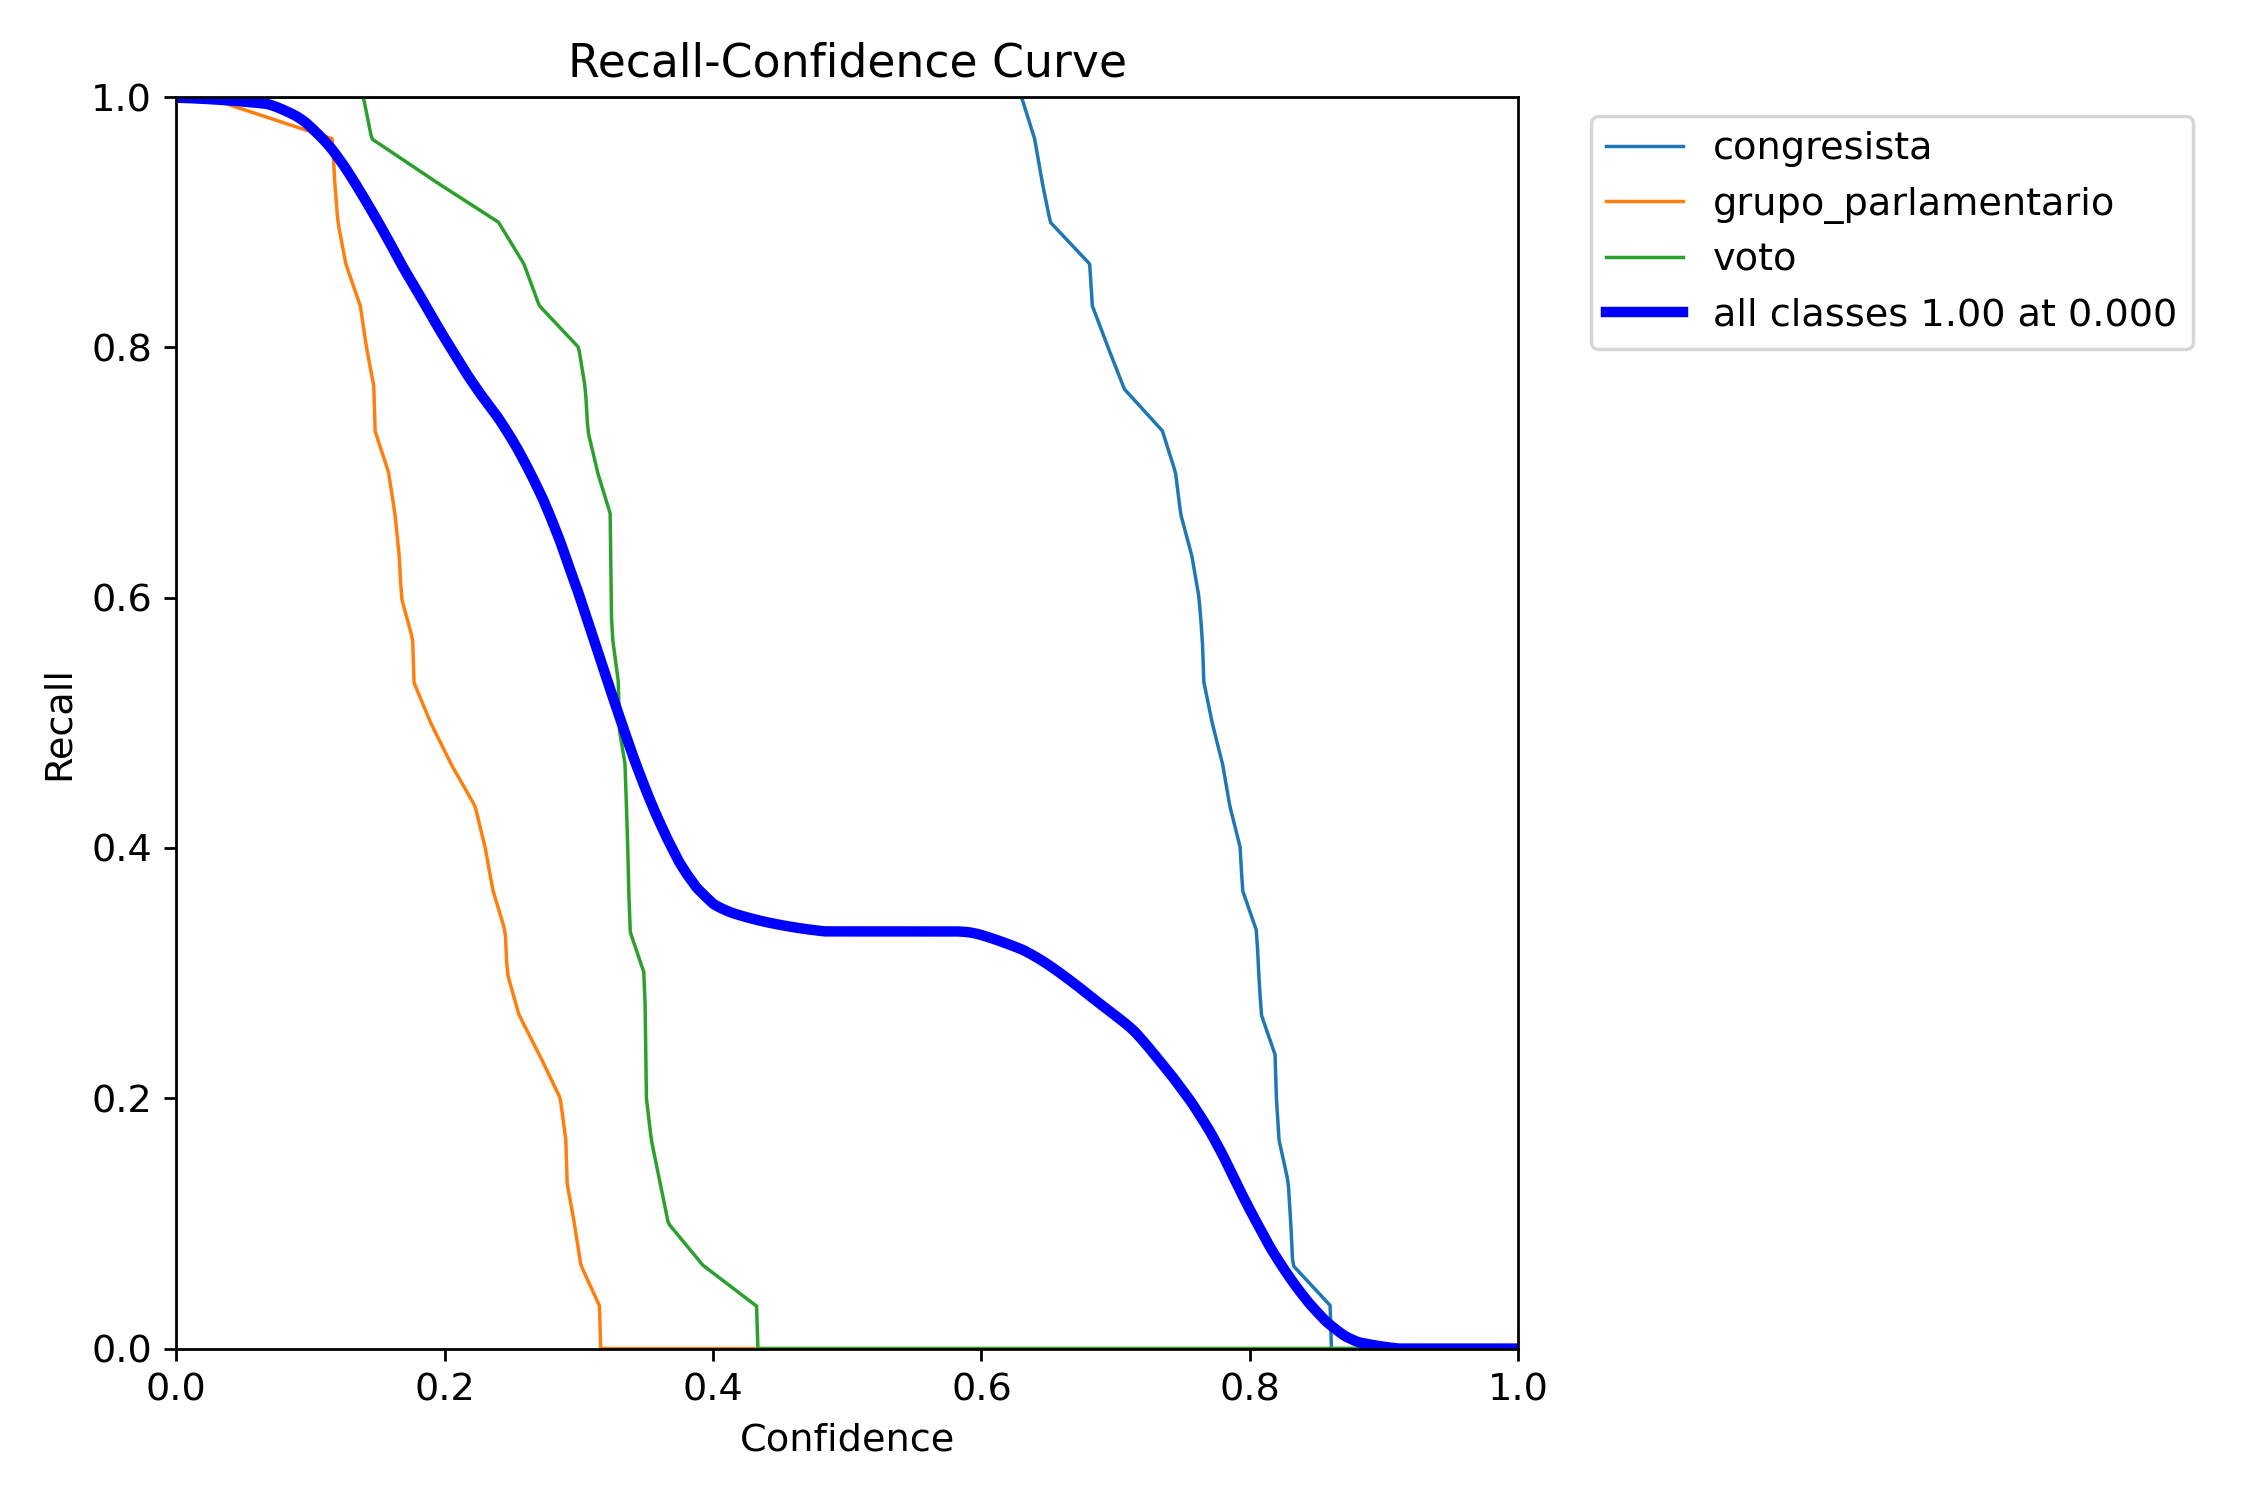 Recall-Confidence Curve
1.0
0.8
0.6
0.4
0.2
0.0
Recall
0.0 0.2 0.4 0.6 0.8 1.0
Confidence
congresista
grupo_parlamentario
voto
all classes 1.00 at 0.000